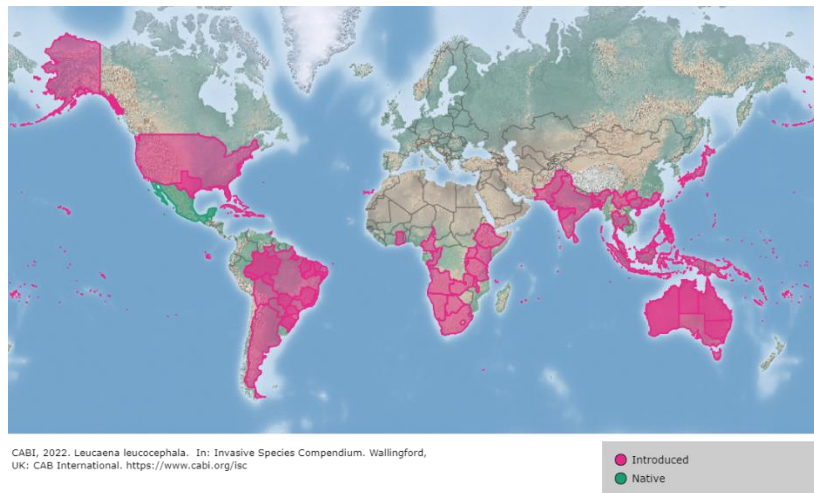 CABI, 2022. Leucaena leucocephala. In: Invasive Species Compendium. Wallingford,
UK: CAB International. https://www.cabi.org/isc
Introduced
Native